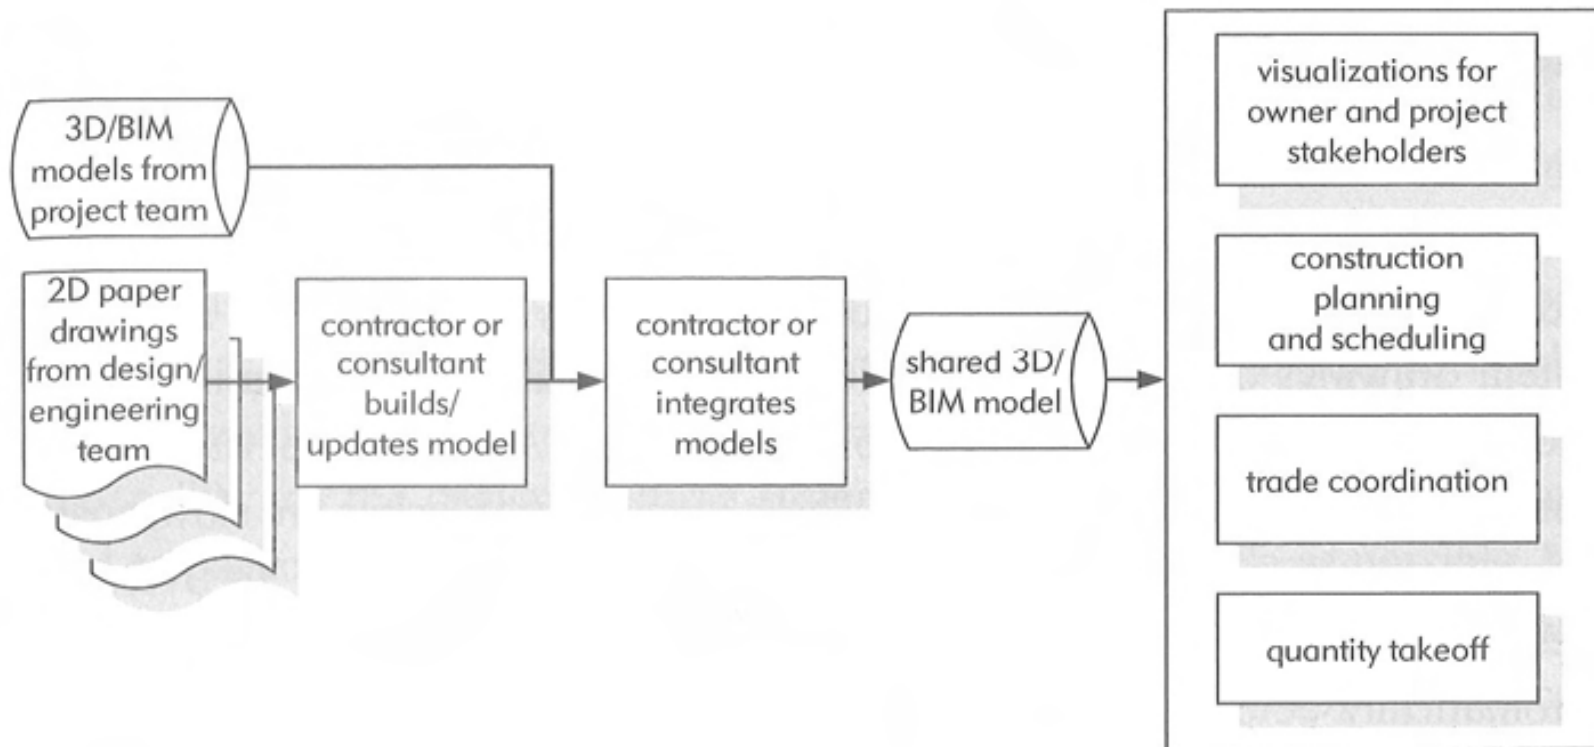 3D/BIM
models from
project team
2D paper
drawings
from design/
engineering
team
contractor or
consultant
builds/
updates model
contractor or
consultant
integrates
models
shared 3D/
BIM model
visualizations for
owner and project
stakeholders
construction
planning
and scheduling
trade coordination
quantity takeoff